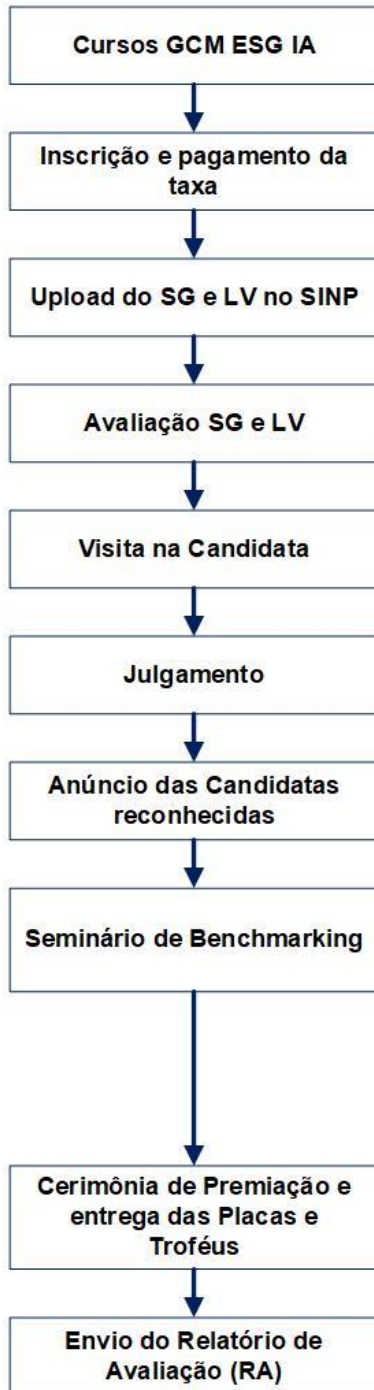 Cursos GCM ESG IA
Inscrição e pagamento da
taxa
Upload do SG e LV no SINP
Avaliação SG e LV
Visita na Candidata
Julgamento
Anúncio das Candidatas
reconhecidas
Seminário de Benchmarking
Cerimônia de Premiação e
entrega das Placas e
Troféus
Envio do Relatório de
Avaliação (RA)